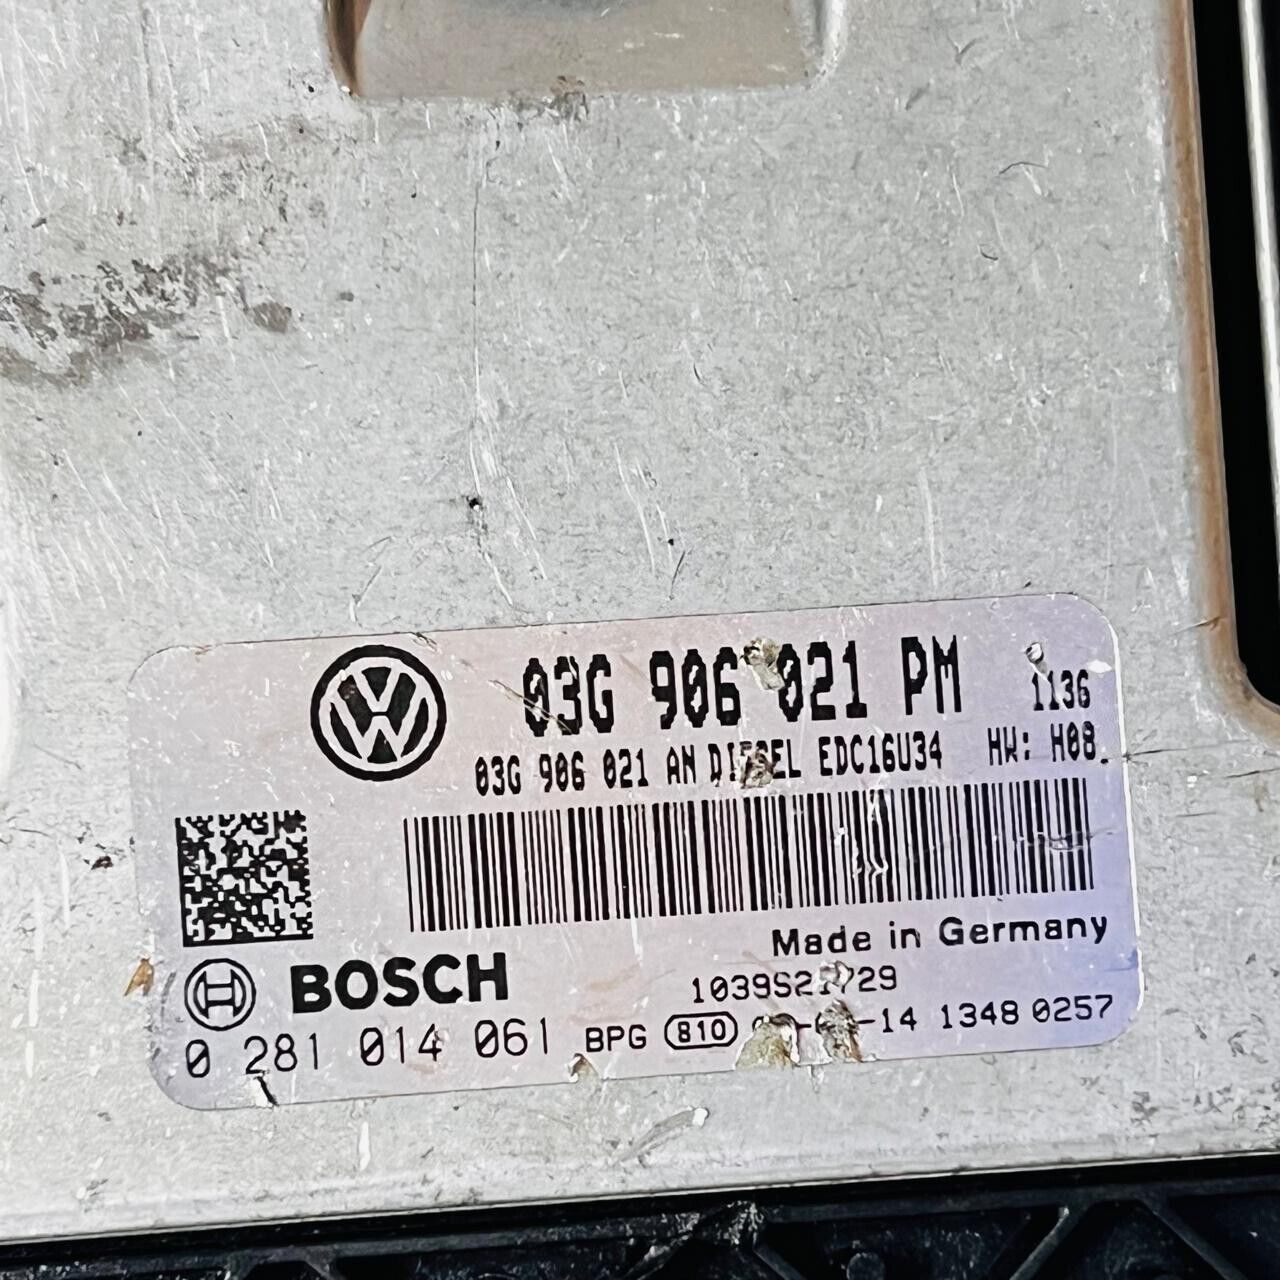 03G 906 021 PM 1136
03G 906 021 AN DIESEL EDC16U34 HW: H08
Made in Germany
BOSCH
0 281 014 061 BPG 810 -14 1348 0257